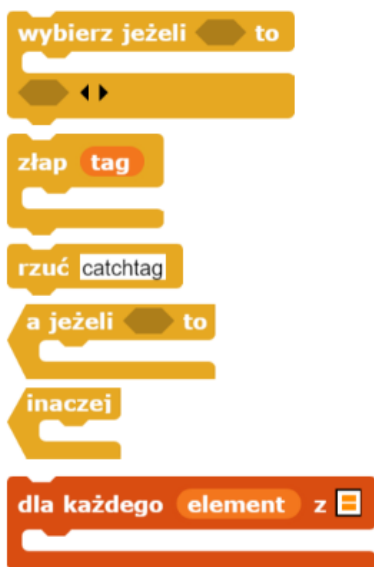 wybierz jeżeli to
złap tag
rzuć catchtag
a jeżeli to
inaczej
dla każdego element z